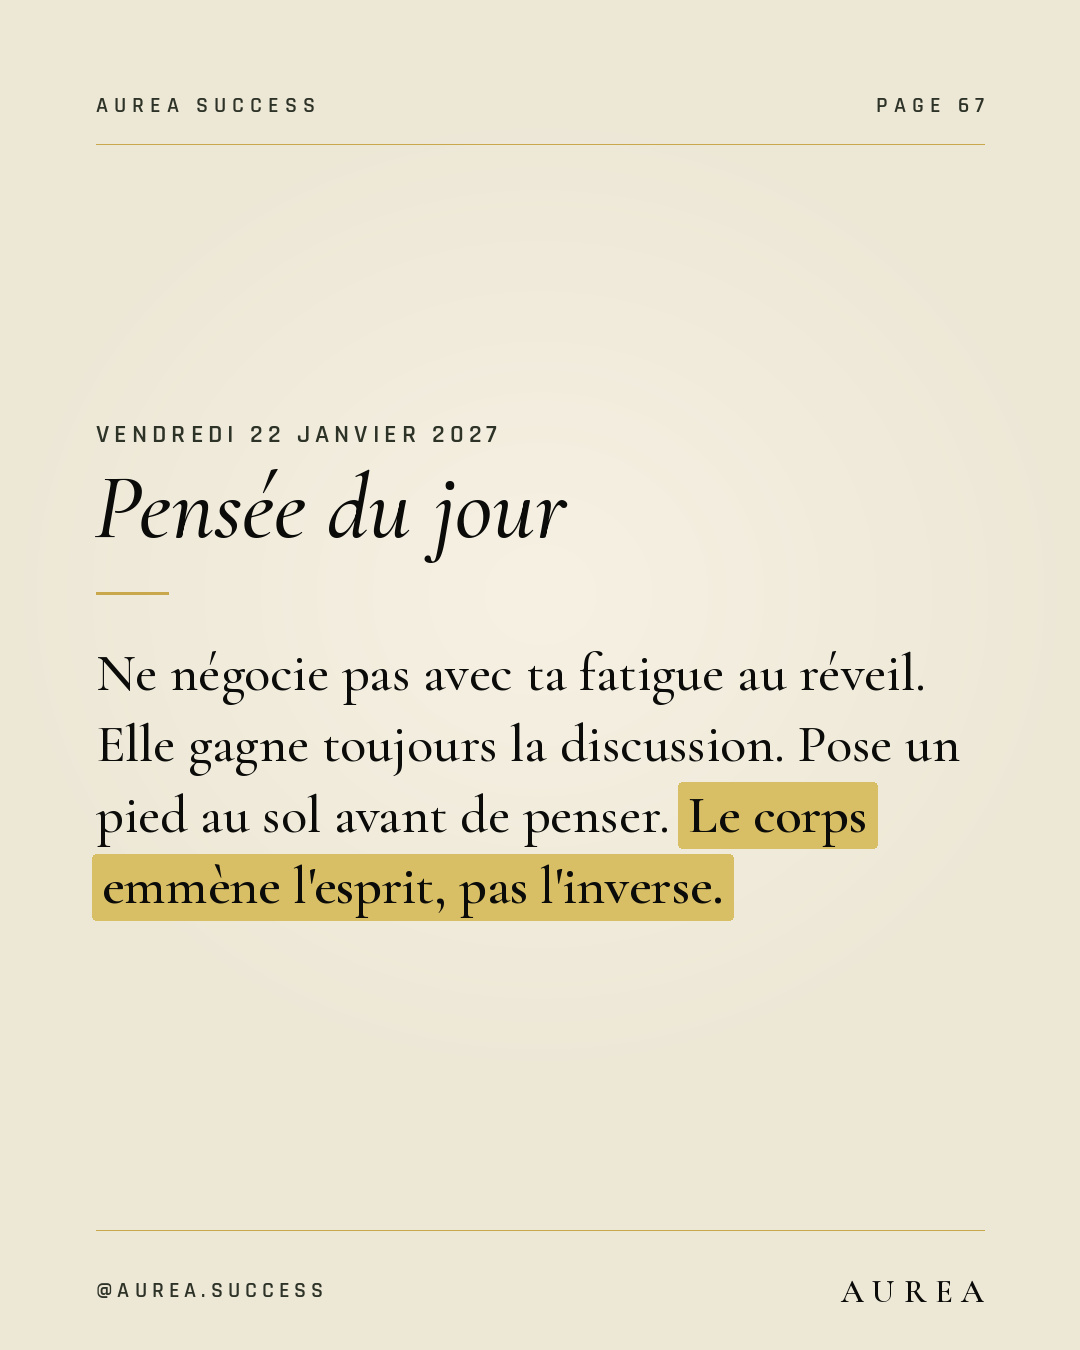 AUREA SUCCESS
PAGE 67
VENDREDI 22 JANVIER 2027
Pensée du jour
Ne négocie pas avec ta fatigue au réveil.
Elle gagne toujours la discussion. Pose un
pied au sol avant de penser. Le corps
emmène l'esprit, pas l'inverse.
@AUREA.SUCCESS
AUREA